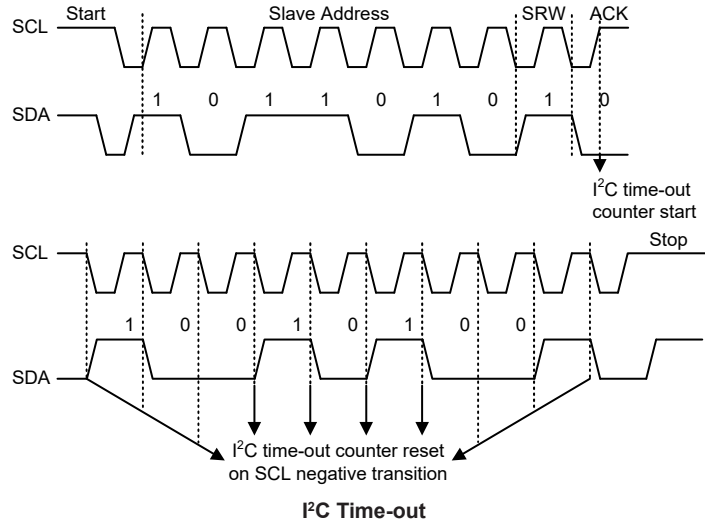 Start Slave Address SRW ACK
SCL
1 0 1 1 0 1 0 1 0
SDA
I²C time-out
counter start
Stop
SCL
1 0 0 1 0 1 0 0
SDA
I²C time-out counter reset
on SCL negative transition
I²C Time-out